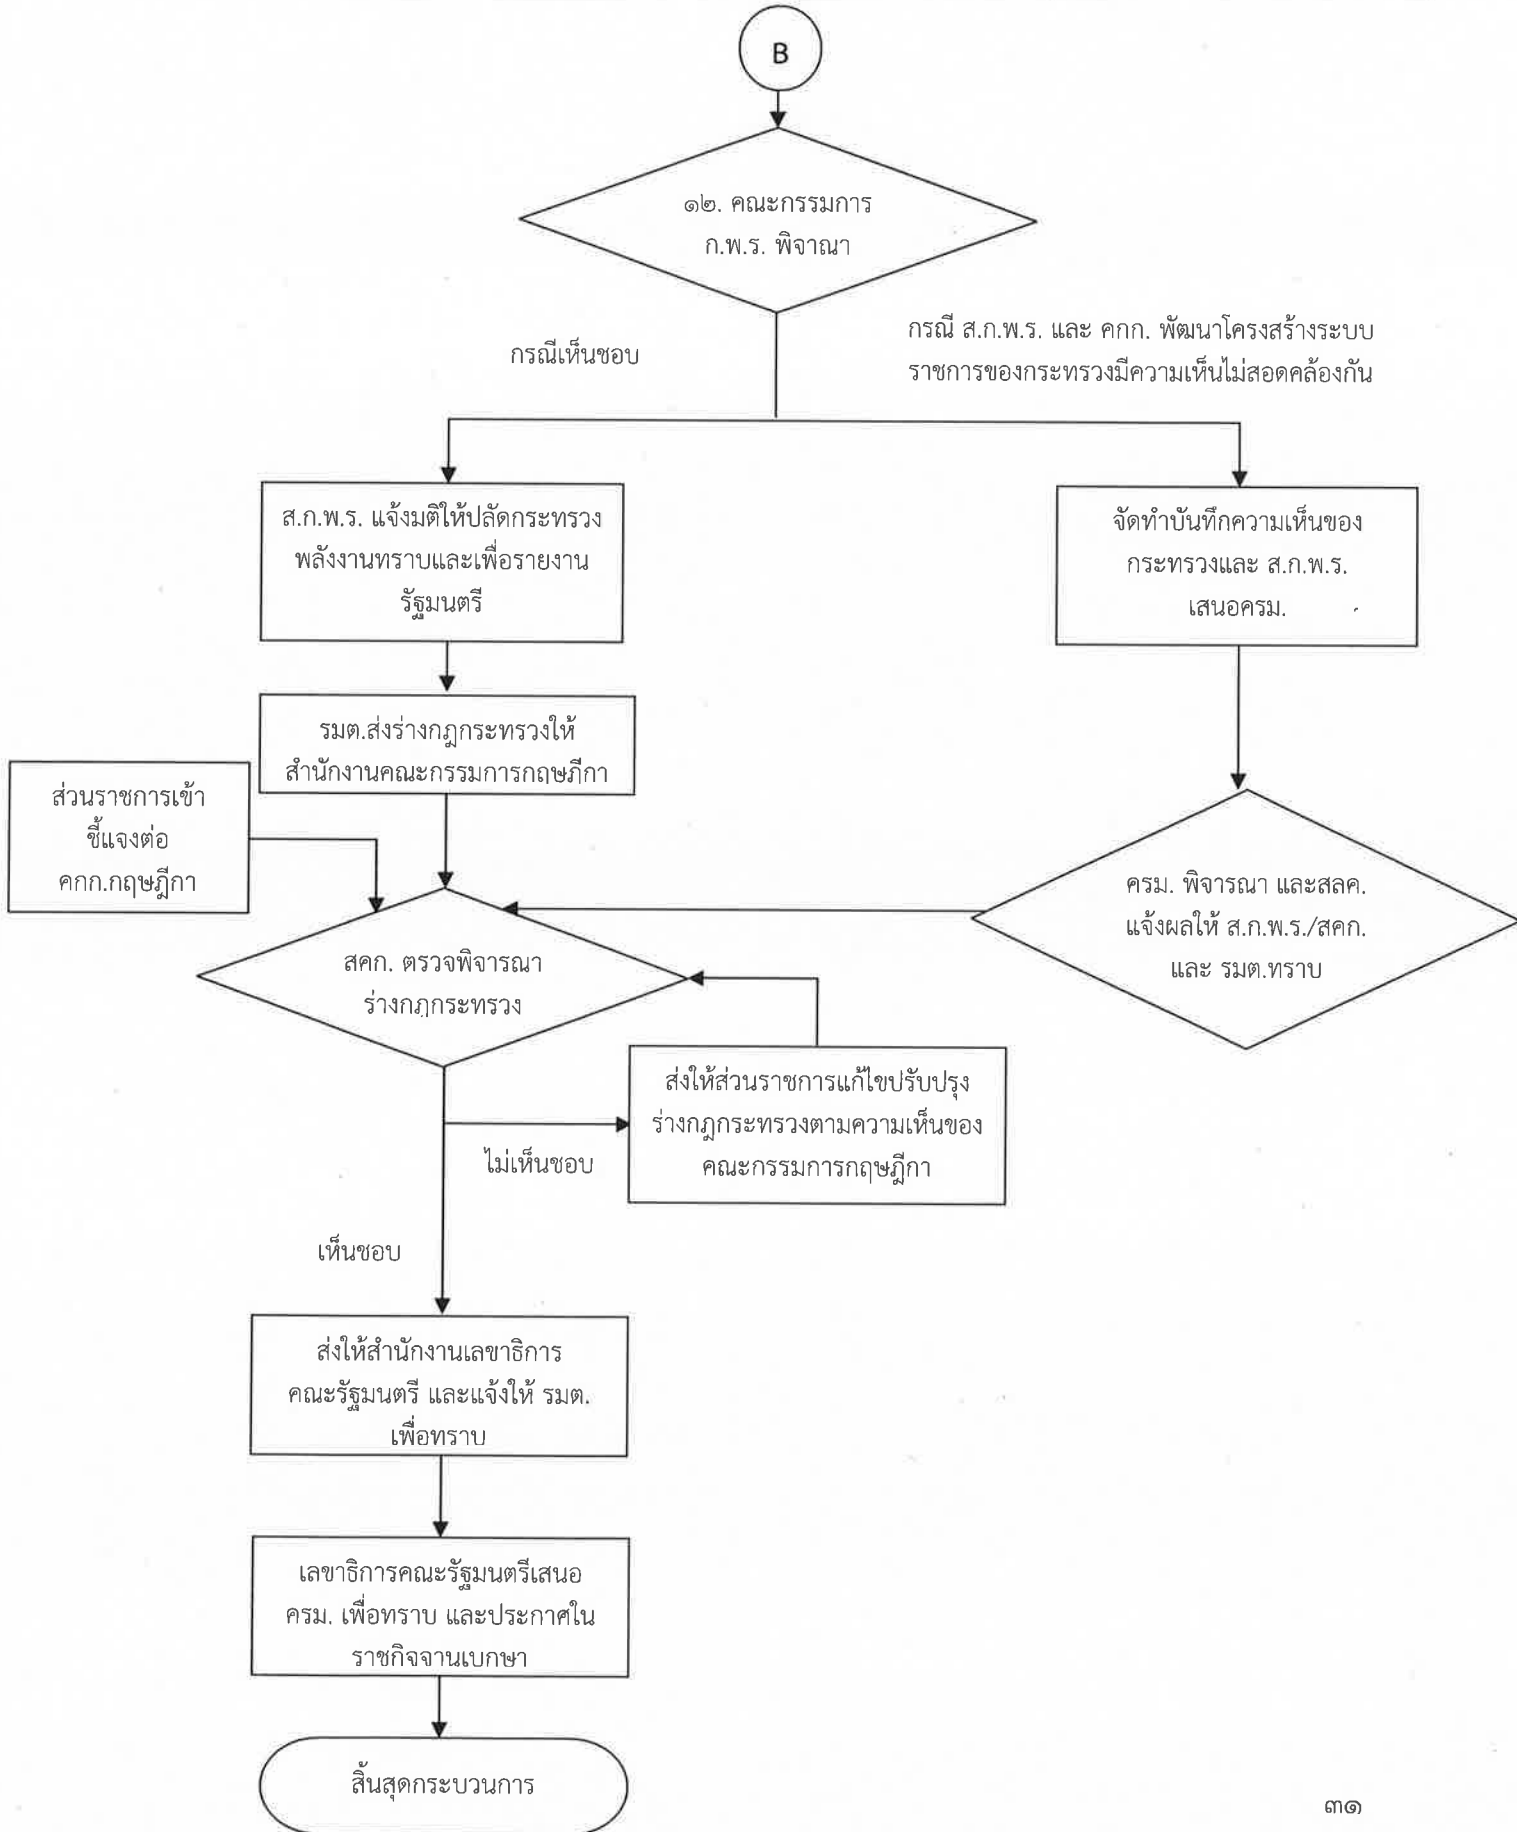 B
๑๒. คณะกรรมการ
ก.พ.ร. พิจาณา
กรณีเห็นชอบ
กรณี ส.ก.พ.ร. และ คกก. พัฒนาโครงสร้างระบบ
ราชการของกระทรวงมีความเห็นไม่สอดคล้องกัน
ส.ก.พ.ร. แจ้งมติให้ปลัดกระทรวง
พลังงานทราบและเพื่อรายงาน
รัฐมนตรี
จัดทำบันทึกความเห็นของ
กระทรวงและ ส.ก.พ.ร.
เสนอครม.
รมต.ส่งร่างกฎกระทรวงให้
สำนักงานคณะกรรมการกฤษภีกา
ส่วนราชการเข้า
ชี้แจงต่อ
คกก.กฤษฎีกา
ครม. พิจารณา และสลค.
แจ้งผลให้ ส.ก.พ.ร./สคก.
และ รมต.ทราบ
สคก. ตรวจพิจารณา
ร่างกฎกระทรวง
ส่งให้ส่วนราชการแก้ไขปรับปรุง
ร่างกฎกระทรวงตามความเห็นของ
คณะกรรมการกฤษฎีกา
ไม่เห็นชอบ
เห็นชอบ
ส่งให้สำนักงานเลขาธิการ
คณะรัฐมนตรี และแจ้งให้ รมต.
เพื่อทราบ
เลขาธิการคณะรัฐมนตรีเสนอ
ครม. เพื่อทราบ และประกาศใน
ราชกิจจานเบกษา
สิ้นสุดกระบวนการ
๓๑